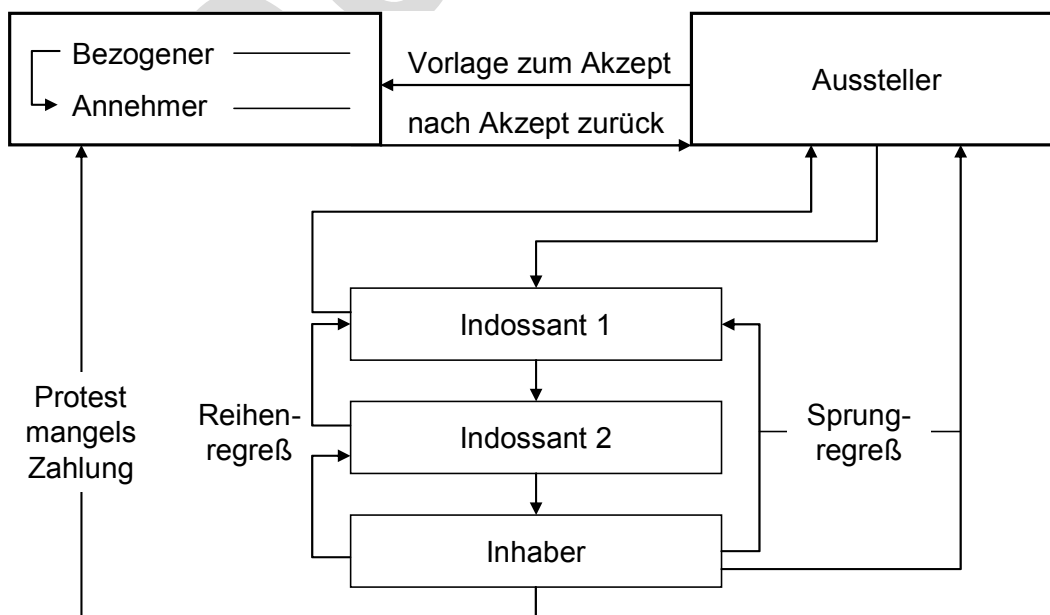 Bezogener
Annehmer
Vorlage zum Akzept
nach Akzept zurück
Aussteller
Indossant 1
Protest
mangels
Zahlung
Reihen-
regreß
Indossant 2
Sprung-
regreß
Inhaber